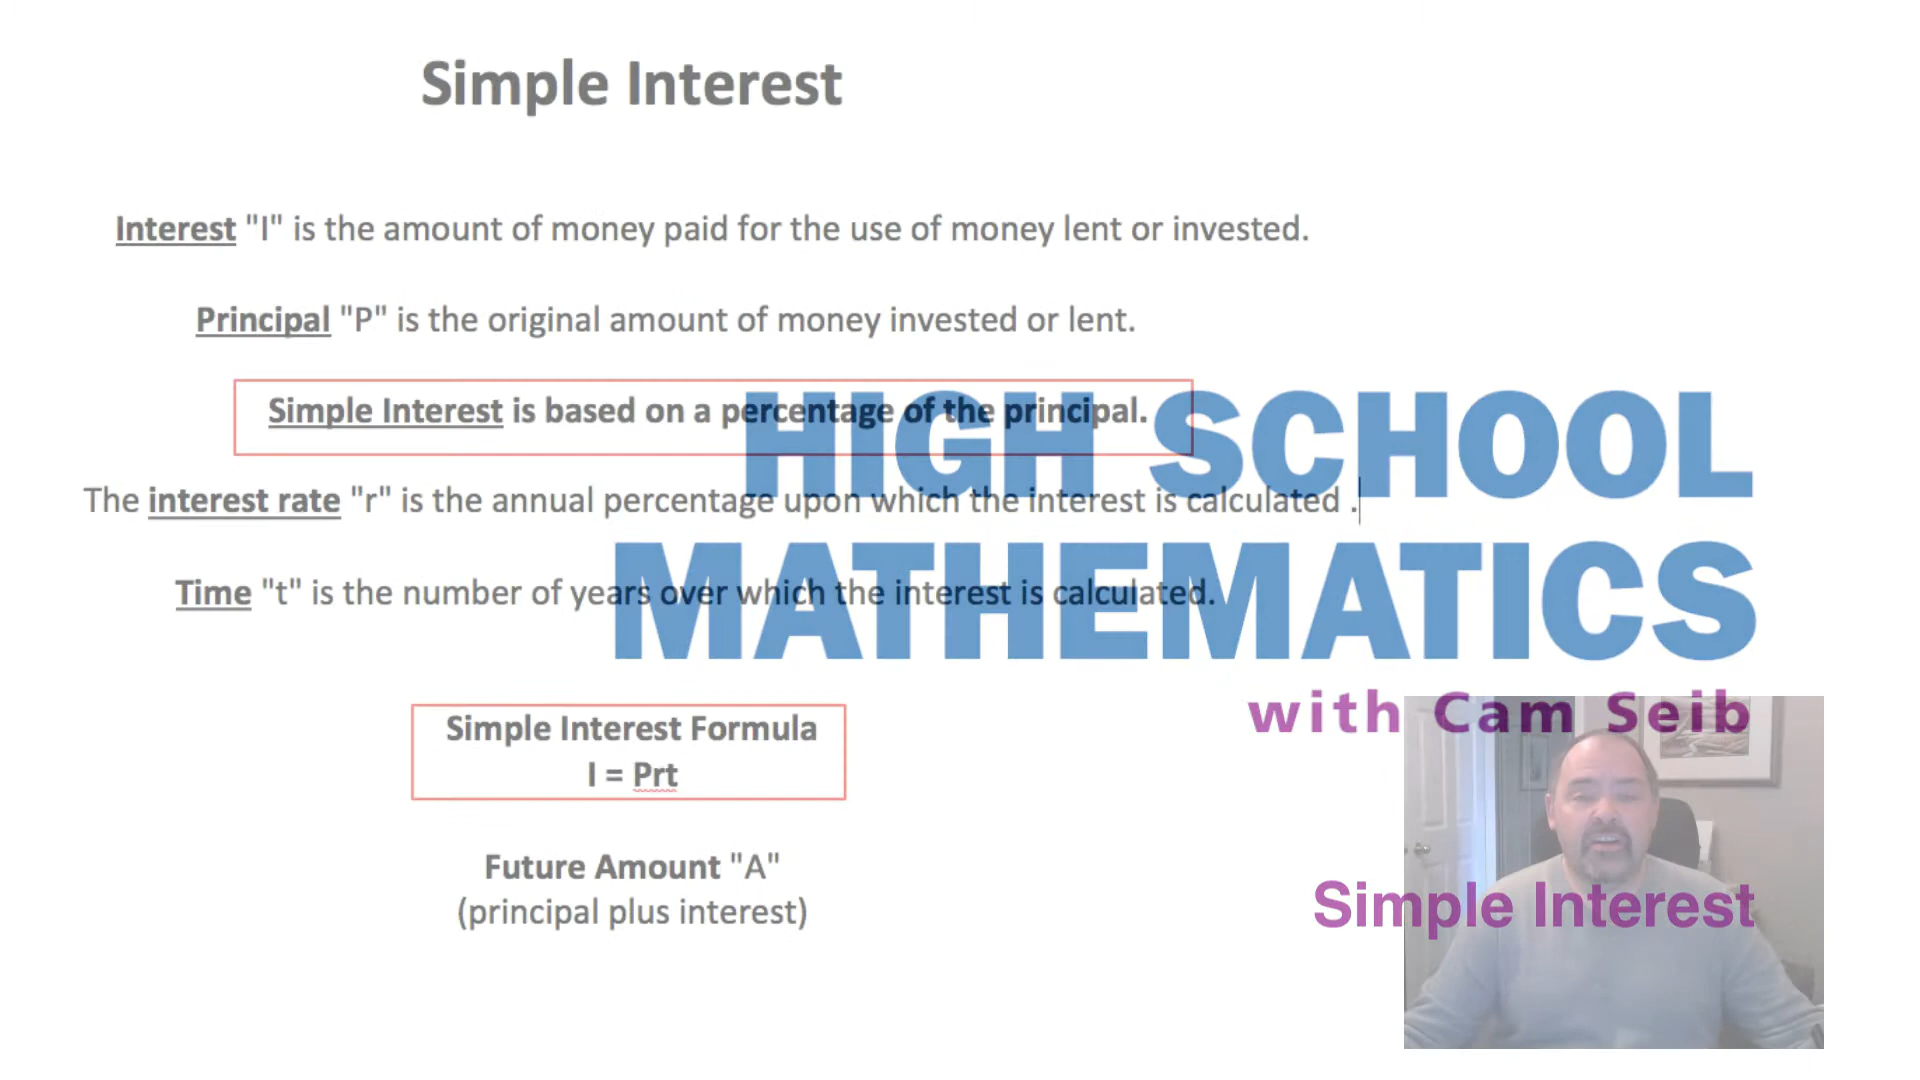 Simple Interest
Interest "I" is the amount of money paid for the use of money lent or invested.
Principal "P" is the original amount of money invested or lent.
Simple Interest is based on a percentage of the principal.
The interest rate "r" is the annual percentage upon which the interest is calculated .
Time "t" is the number of years over which the interest is calculated.
Simple Interest Formula
I = Prt
Future Amount "A"
(principal plus interest)
HIGH SCHOOL
MATHEMATICS
with Cam Seib
Simple Interest